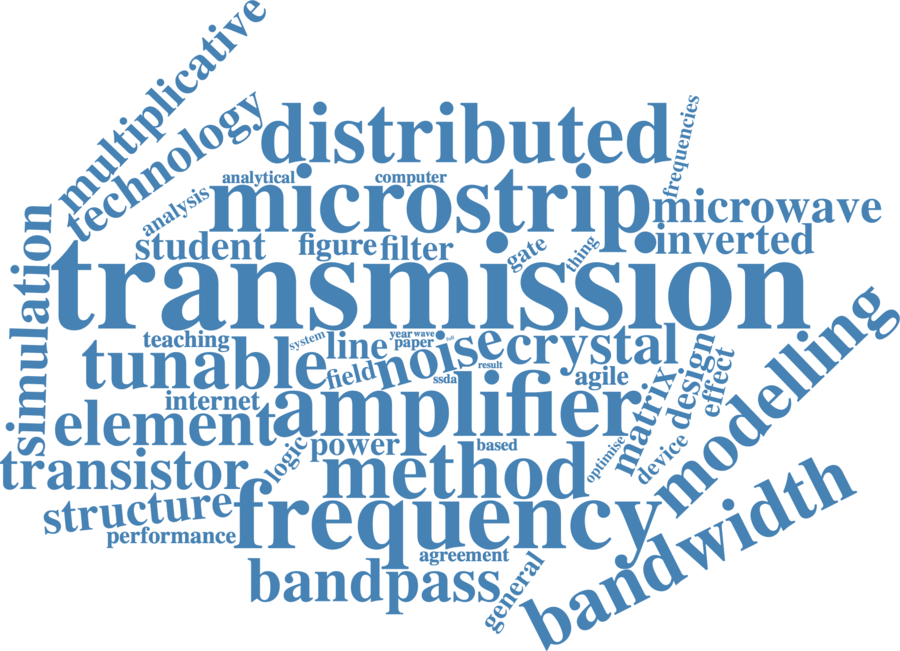 multiplicative
technology
distributed
frequencies
analytical
computer
analysis
microstrip
microwave
student
figure
filter
gate
thing
inverted
simulation
transmission
teaching
system
line
year
wave
paper
noise
result
crystal
tunable
field
ssda
agile
matrix
design
effect
modelling
internet
element
amplifier
logic
power
based
optimise
device
transistor
method
structure
frequency
performance
agreement
bandwidth
bandpass
general